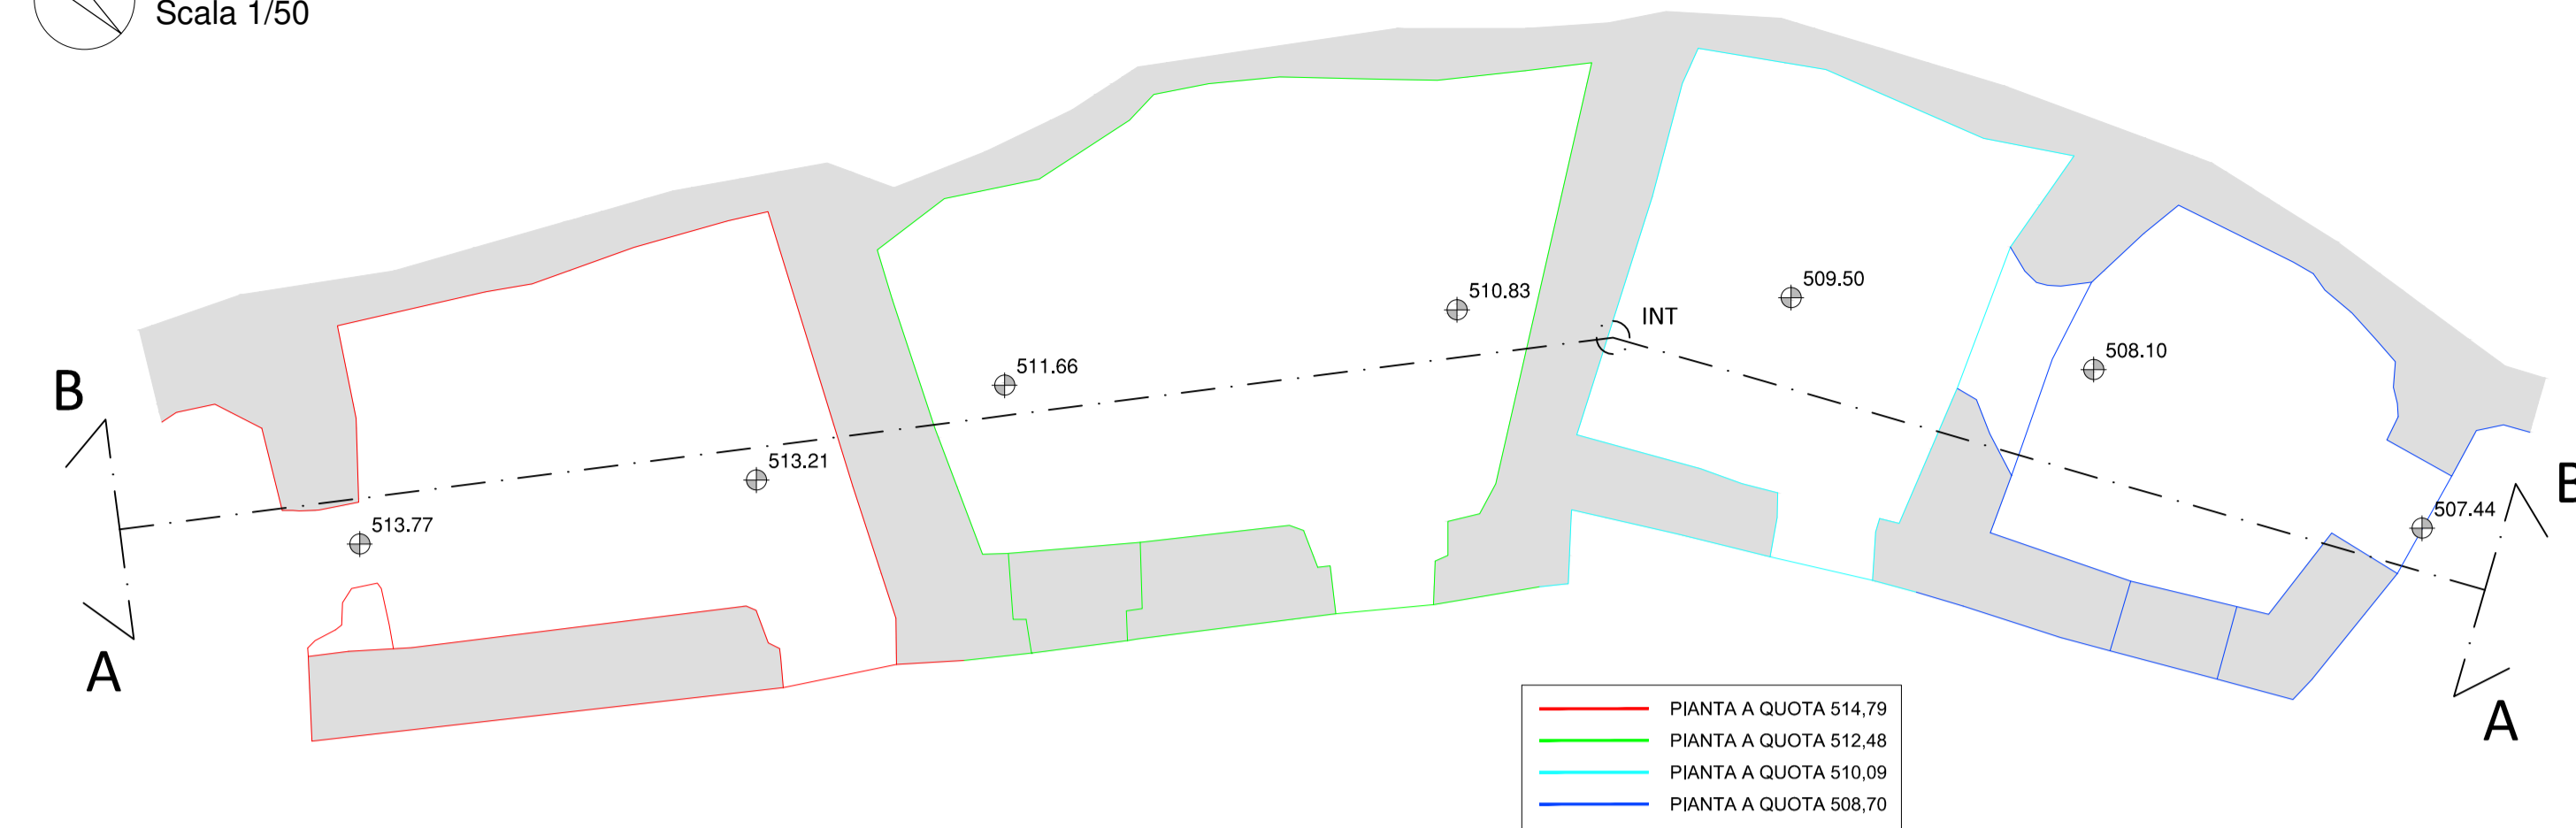 Scala 1/50
510.83
509.50
INT
508.10
511.66
B
513.21
B
507.44
513.77
A
A
PIANTA A QUOTA 514,79
PIANTA A QUOTA 512,48
PIANTA A QUOTA 510,09
PIANTA A QUOTA 508,70